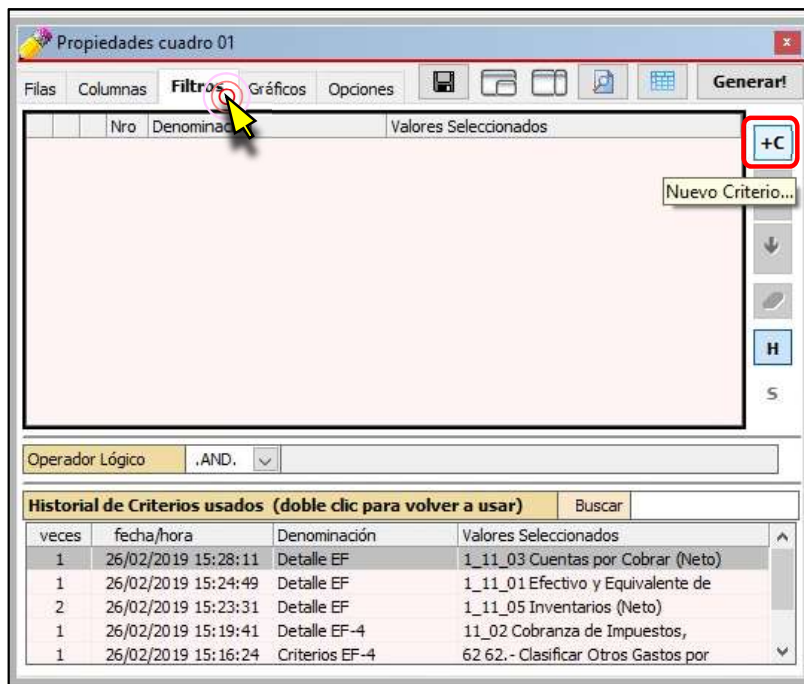 Propiedades cuadro 01
x
Filas Columnas Filtros Gráficos Opciones Generar!
Nro Valores Seleccionados
+C
Nuevo Criterio...
H
S
Operador Lógico .AND.
Historial de Criterios usados (doble clic para volver a usar) Buscar
veces fecha/hora Denominación Valores Seleccionados
1 26/02/2019 15:28:11 Detalle EF 1_11_03 Cuentas por Cobrar (Neto)
1 26/02/2019 15:24:49 Detalle EF 1_11_01 Efectivo y Equivalente de
2 26/02/2019 15:23:31 Detalle EF 1_11_05 Inventarios (Neto)
1 26/02/2019 15:19:41 Detalle EF-4 11_02 Cobranza de Impuestos,
1 26/02/2019 15:16:24 Criterios EF-4 62 62.- Clasificar Otros Gastos por